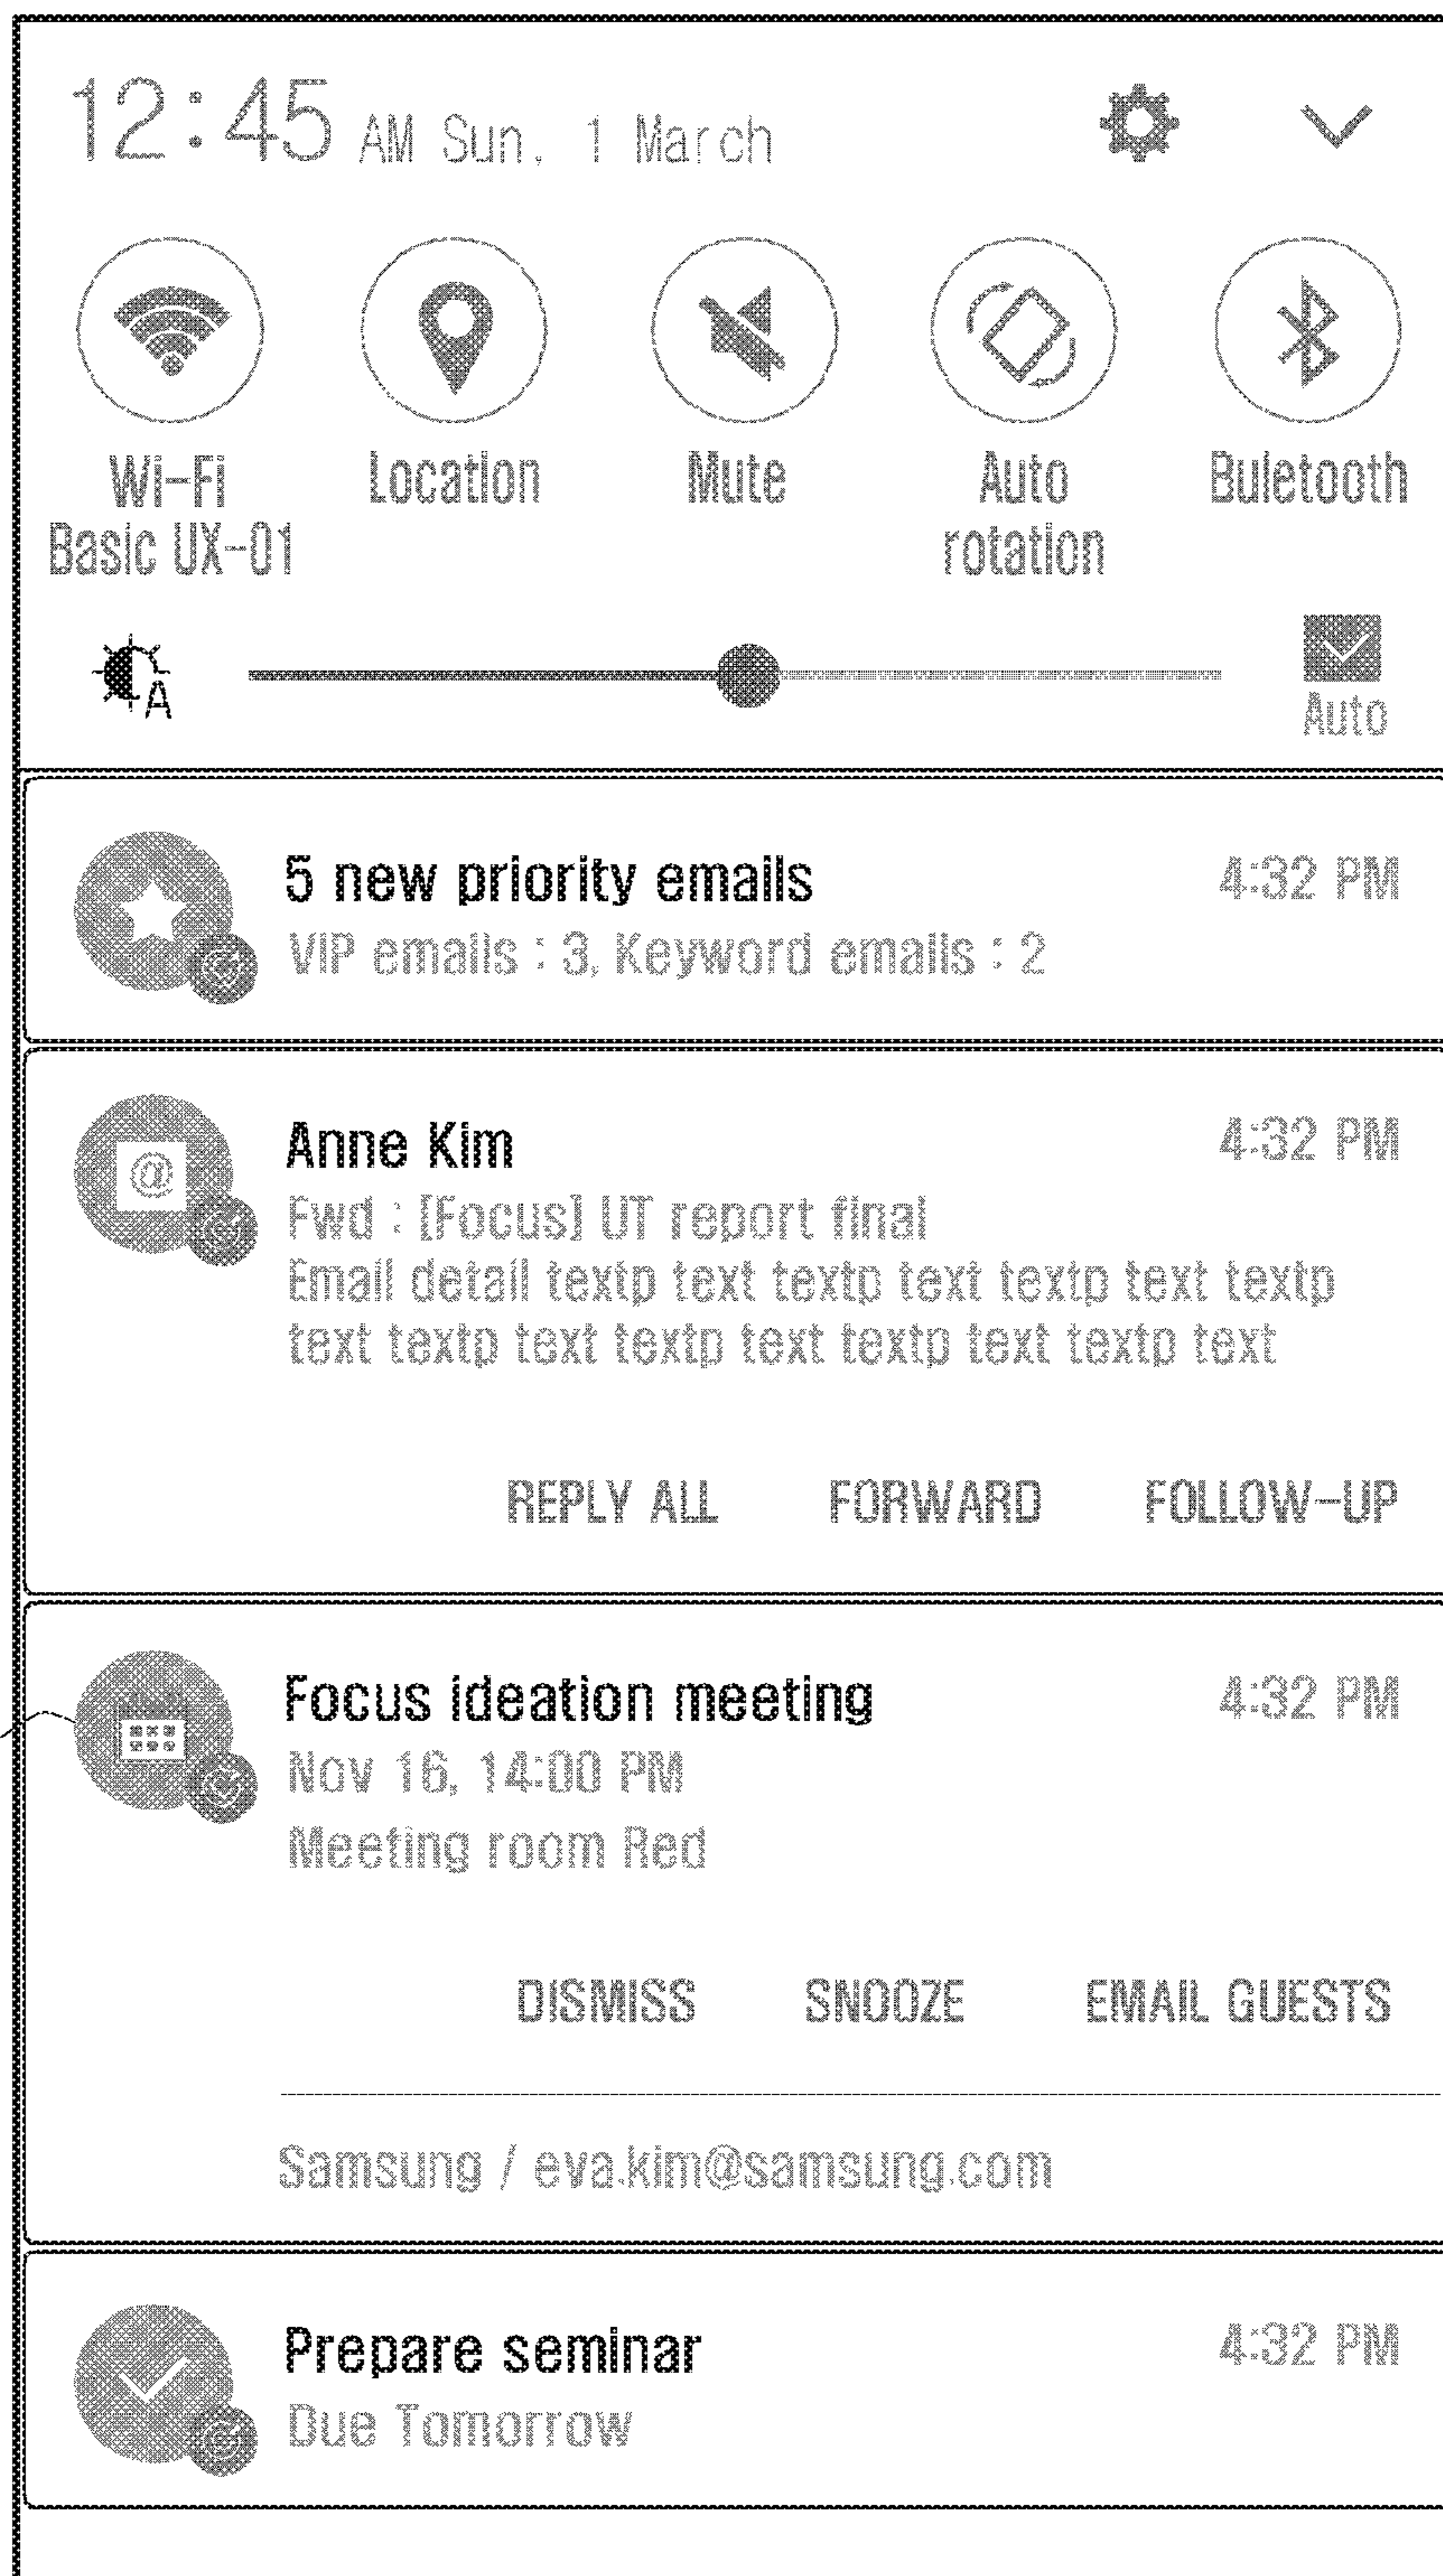 12:45 AM Sun, 1 March
Wi-Fi Location Mute Auto Buletooth
Basic UX-01 rotation
A
Auto
5 new priority emails 4:32 PM
VIP emails : 3, Keyword emails : 2
Anne Kim 4:32 PM
@
Fwd : [Focus] UT report final
Email detail textp text textp text textp text textp
text textp text textp text textp text textp text
REPLY ALL FORWARD FOLLOW-UP
Focus ideation meeting 4:32 PM
Nov 16, 14:00 PM
Meeting room Red
DISMISS SNOOZE EMAIL GUESTS
Samsung / eva.kim@samsung.com
Prepare seminar 4:32 PM
Due Tomorrow